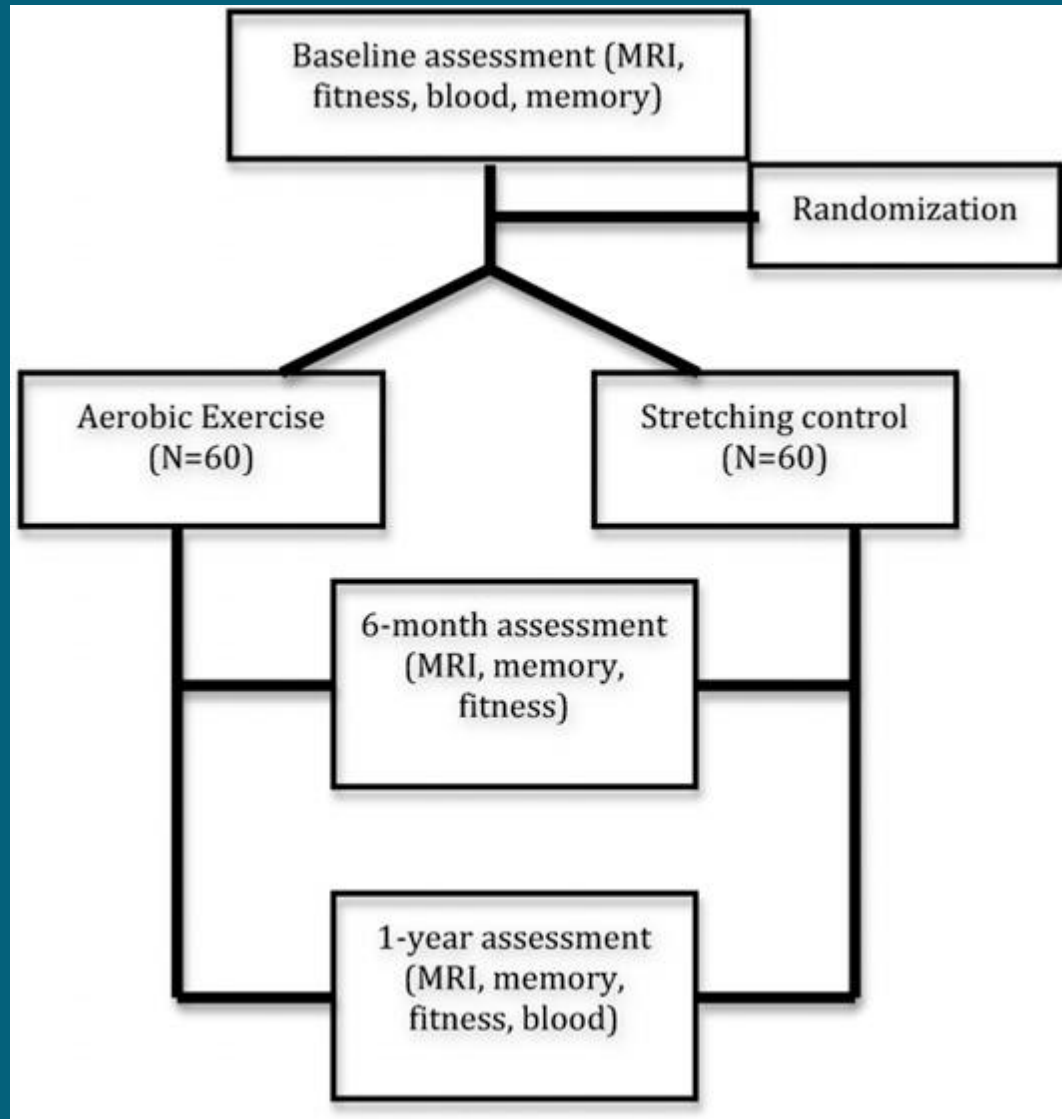 Baseline assessment (MRI,
fitness, blood, memory)
Randomization
Aerobic Exercise
(N=60)
Stretching control
(N=60)
6-month assessment
(MRI, memory,
fitness)
1-year assessment
(MRI, memory,
fitness, blood)